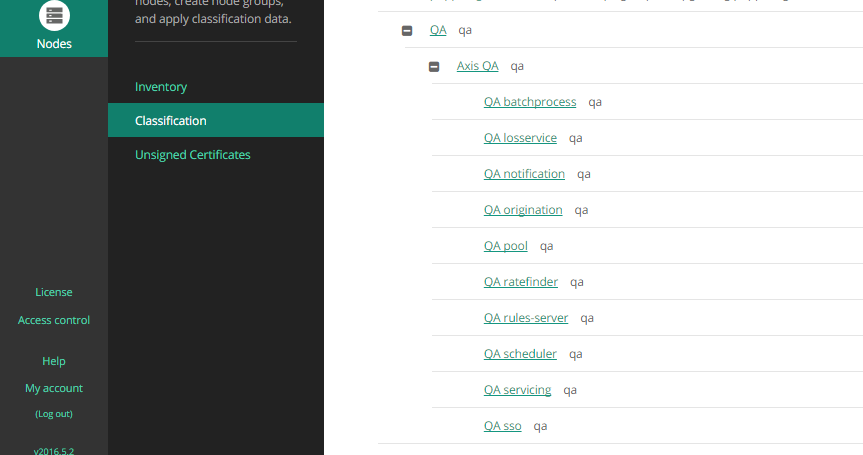 nodes, create node groups,
and apply classification data.
Nodes
Inventory
Classification
Unsigned Certificates
License
Access control
Help
My account
(Log out)
v2016.5.2
QA qa
Axis QA qa
QA batchprocess qa
QA losservice qa
QA notification qa
QA origination qa
QA pool qa
QA ratefinder qa
QA rules-server qa
QA scheduler qa
QA servicing qa
QA sso qa